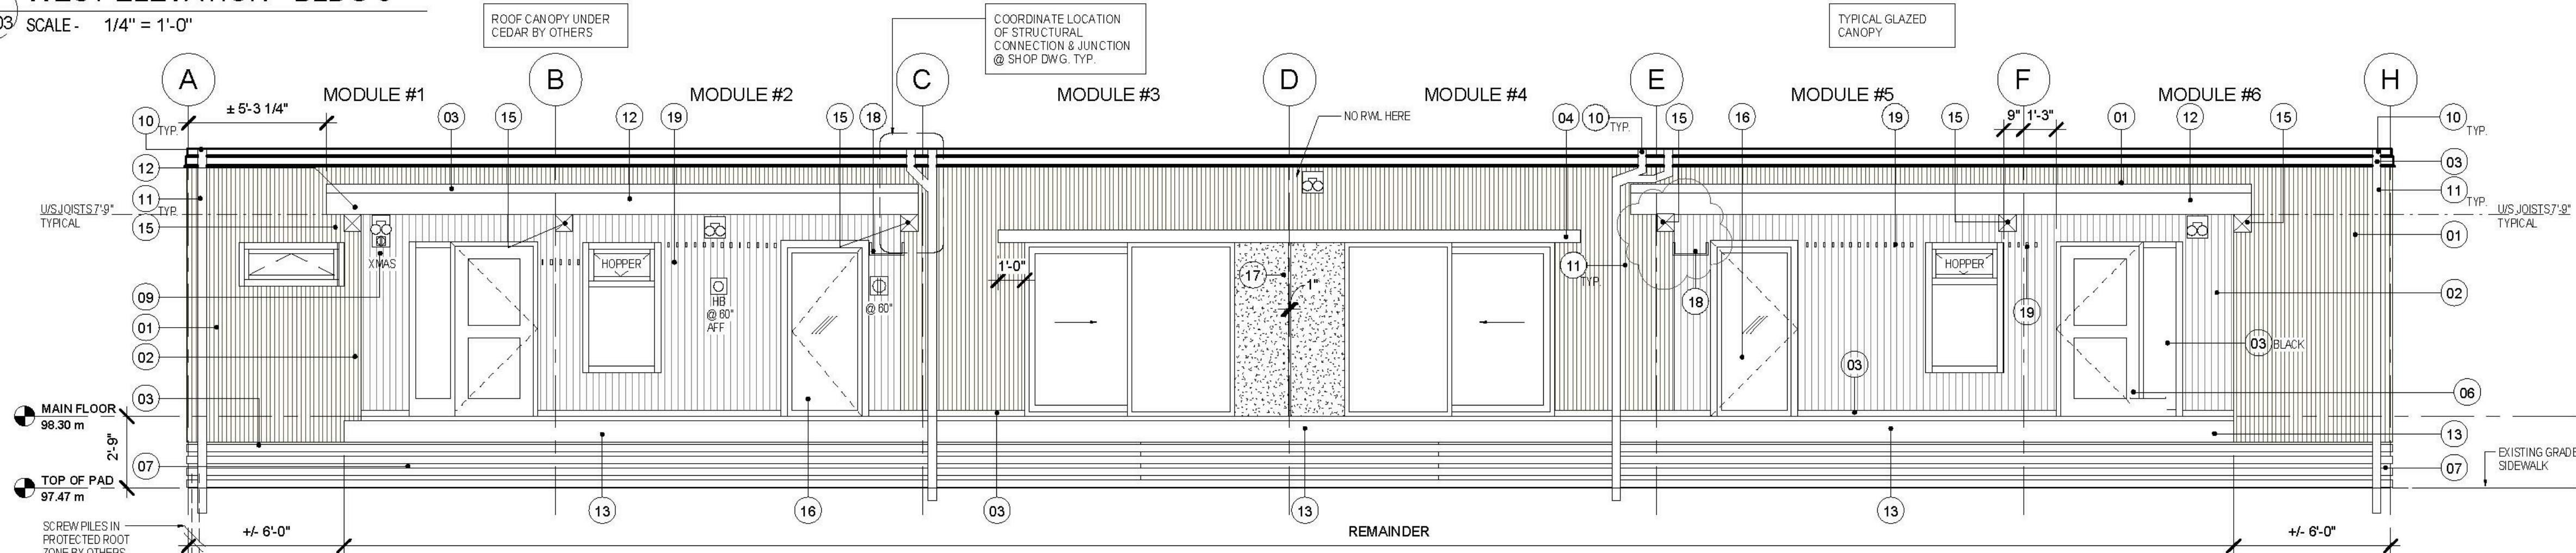 03
SCALE - 1/4" = 1'-0"
ROOF CANOPY UNDER
CEDAR BY OTHERS
COORDINATE LOCATION
OF STRUCTURAL
CONNECTION & JUNCTION
@ SHOP DWG. TYP.
TYPICAL GLAZED
CANOPY
A
B
C
D
E
F
H
MODULE #1
MODULE #2
MODULE #3
MODULE #4
MODULE #5
MODULE #6
± 5'-3 1/4"
10 TYP.
03
15
12
19
15
18
NO RWL HERE
04
10 TYP.
15
16
19
15
9"
1'-3"
01
12
15
10 TYP.
12
03
11 TYP.
11 TYP.
U/S JOISTS 7'-9"
TYPICAL
U/S JOISTS 7'-9"
TYPICAL
15
01
XMAS
HOPPER
HOPPER
1'-0"
17
1"
11
TYP.
18
09
HB
@ 60"
AFF
@ 60"
02
19
01
02
03
03 BLACK
06
03
MAIN FLOOR
98.30 m
2'-9"
13
07
07
TOP OF PAD
97.47 m
EXISTING GRADE
SIDEWALK
13
16
03
13
13
SCREW PILES IN
PROTECTED ROOT
ZONE BY OTHERS
+/- 6'-0"
REMAINDER
+/- 6'-0"